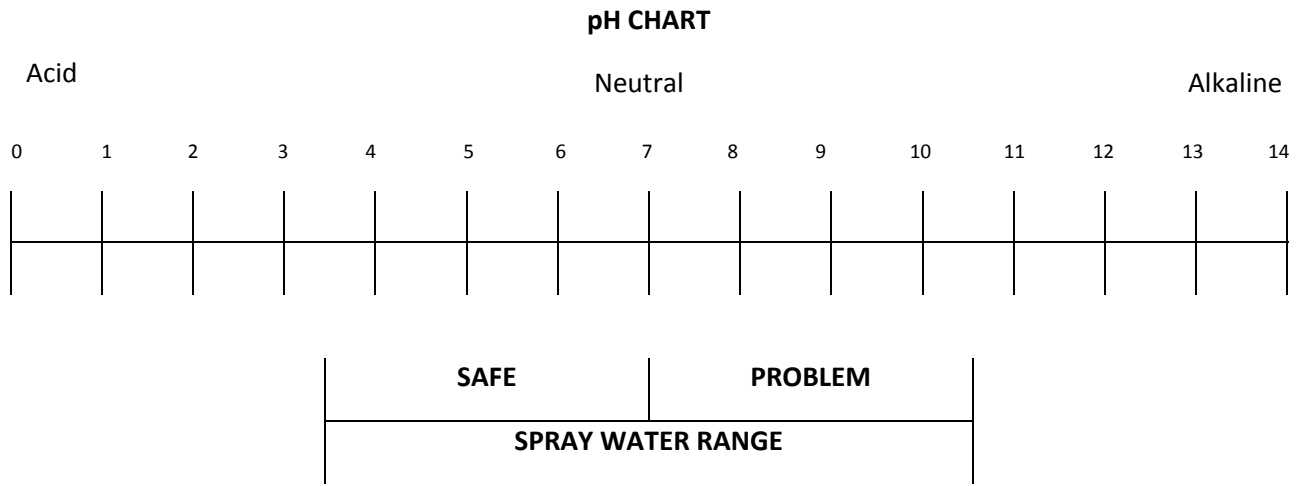 pH CHART
Acid Neutral Alkaline
0 1 2 3 4 5 6 7 8 9 10 11 12 13 14
SAFE PROBLEM
SPRAY WATER RANGE